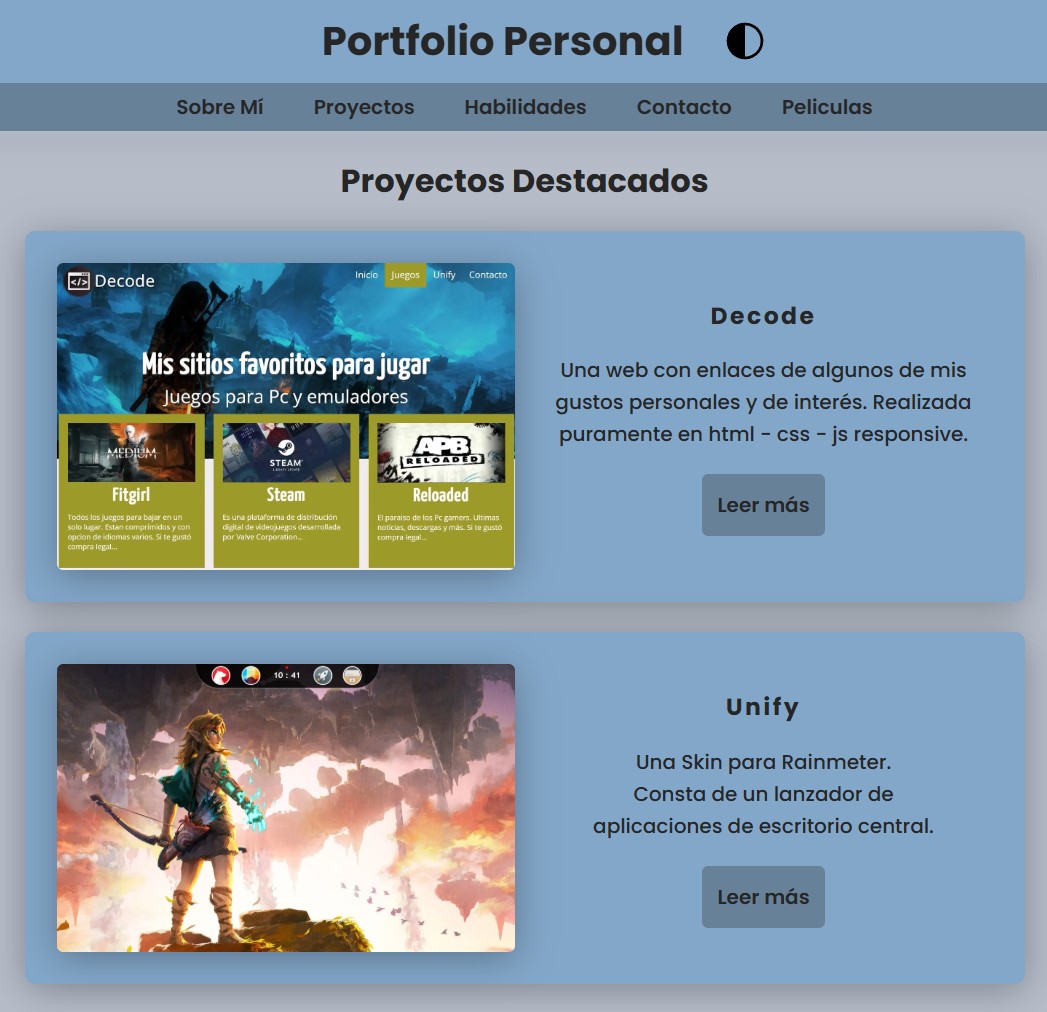 Portfolio Personal
Sobre Mí Proyectos Habilidades Contacto Peliculas
Proyectos Destacados
</> Decode
Inicio Juegos Unify Contacto
Mis sitios favoritos para jugar
Juegos para Pc y emuladores
MEDIUM
STEAM
APB
RELOADED
Fitgirl
Todos los juegos para bajar en un
solo lugar. Estan comprimidos y con
opcion de idiomas varios. Si te gustó
compra legal...
Steam
Es una plataforma de distribución
digital de videojuegos desarrollada
por Valve Corporation...
Reloaded
El paraiso de los Pc gamers. Ultimas
noticias, descargas y más. Si te gustó
compra legal...
Decode
Una web con enlaces de algunos de mis
gustos personales y de interés. Realizada
puramente en html - css - js responsive.
Leer más
10 : 41
Unify
Una Skin para Rainmeter.
Consta de un lanzador de
aplicaciones de escritorio central.
Leer más